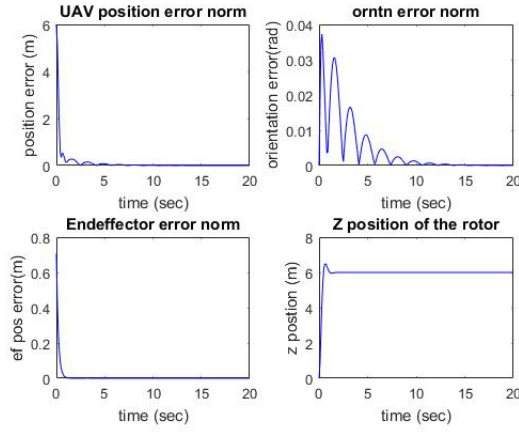 UAV position error norm
position error (m)
6
4
2
0
0 5 10 15 20
time (sec)
orntn error norm
orientation error(rad)
0.04
0.03
0.02
0.01
0
0 5 10 15 20
time (sec)
Endeffector error norm
ef pos error(m)
0.8
0.6
0.4
0.2
0
0 5 10 15 20
time (sec)
Z position of the rotor
z postion (m)
8
6
4
2
0
0 5 10 15 20
time (sec)